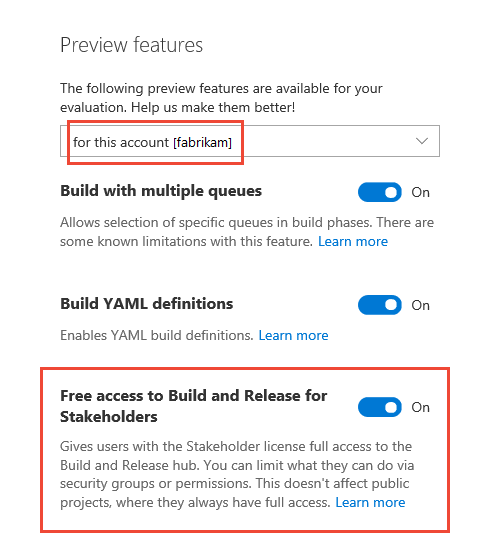 Preview features
The following preview features are available for your
evaluation. Help us make them better!
for this account [fabrikam]
Build with multiple queues
On
Allows selection of specific queues in build phases. There are
some known limitations with this feature. Learn more
Build YAML definitions
On
Enables YAML build definitions. Learn more
Free access to Build and Release for
Stakeholders
On
Gives users with the Stakeholder license full access to the
Build and Release hub. You can limit what they can do via
security groups or permissions. This doesn't affect public
projects, where they always have full access. Learn more